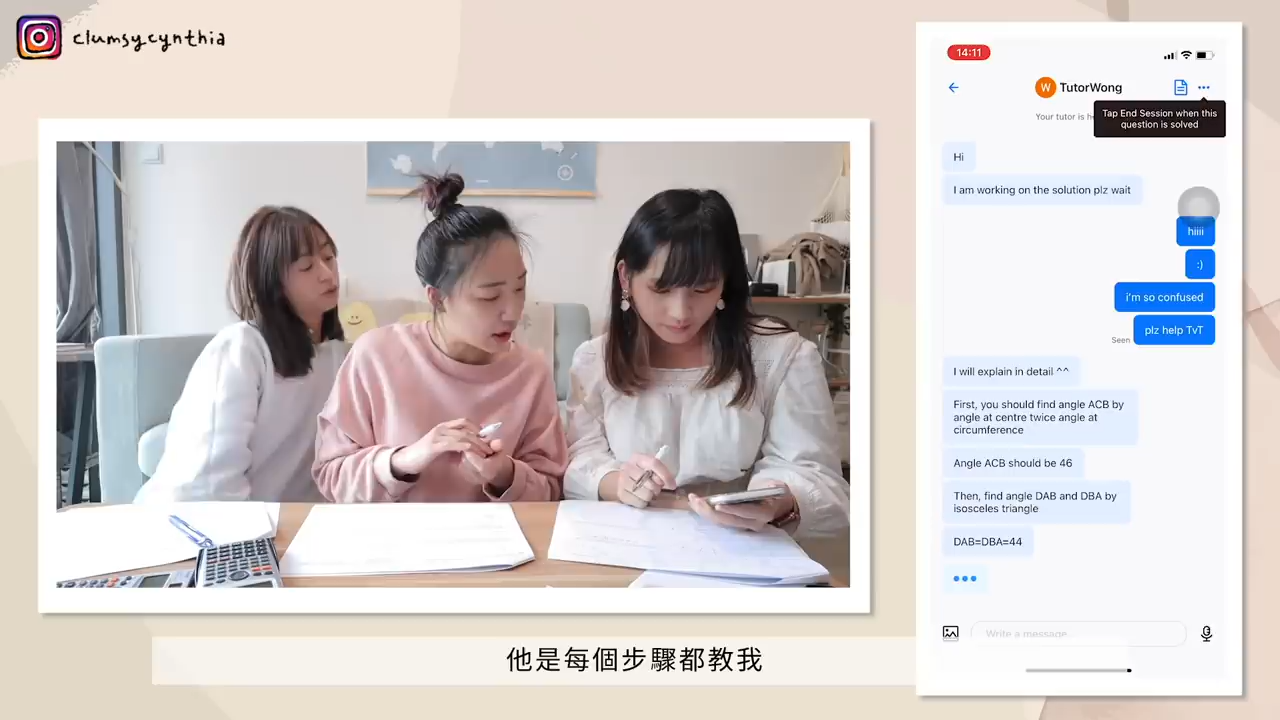 clumsycynthia
14:11
W TutorWong
Tap End Session when this
question is solved
Your tutor is
Hi
I am working on the solution plz wait
hiiii
:)
i'm so confused
plz help TvT
Seen
I will explain in detail ^^
First, you should find angle ACB by
angle at centre twice angle at
circumference
Angle ACB should be 46
Then, find angle DAB and DBA by
isosceles triangle
DAB=DBA=44
Write a message...
他是每個步驟都教我